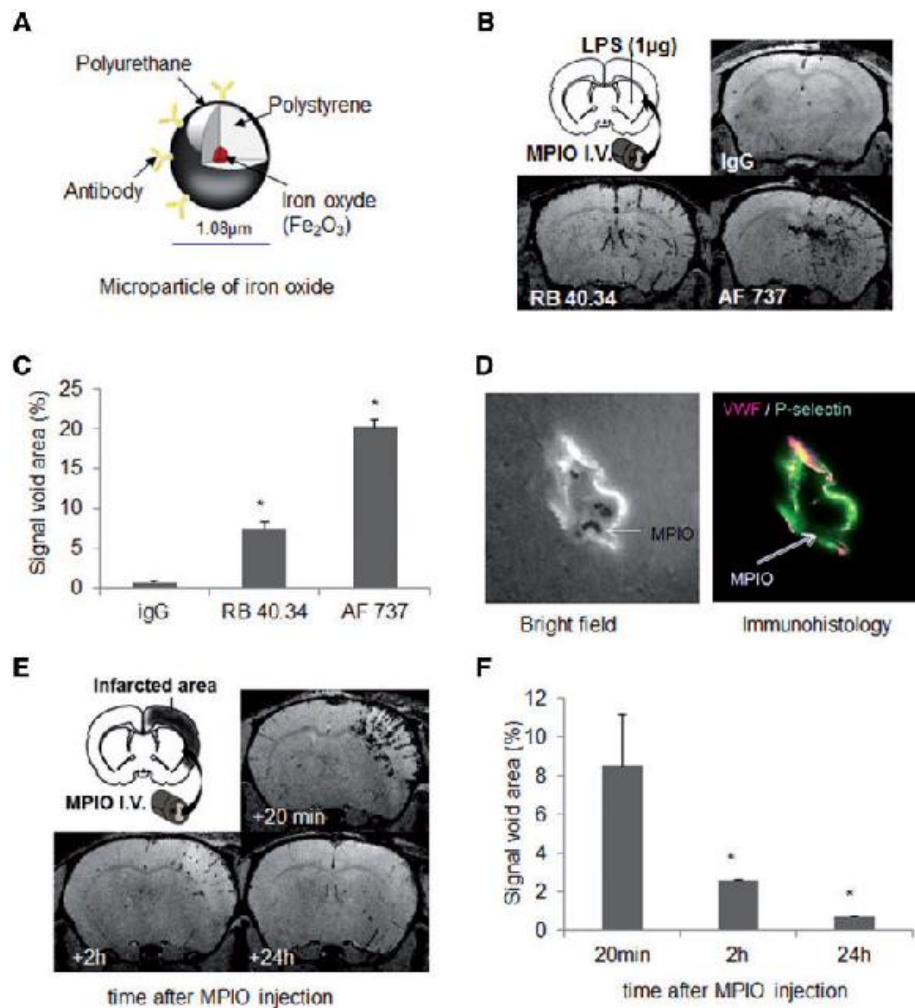 A
Polyurethane
Polystyrene
Antibody
Iron oxyde
(Fe₂O₃)
1.08µm
Microparticle of iron oxide
B
LPS (1µg)
MPIO I.V.
IgG
RB 40.34
AF 737
C
Signal void area (%)
25
20
15
10
5
0
*
*
igG
RB 40.34
AF 737
D
VWF / P-selectin
MPIO
MPIO
Bright field
Immunohistology
E
Infarcted area
MPIO I.V.
+20 min
+2h
+24h
time after MPIO injection
F
Signal void area (%)
12
10
8
6
4
2
0
*
*
20min
2h
24h
time after MPIO injection